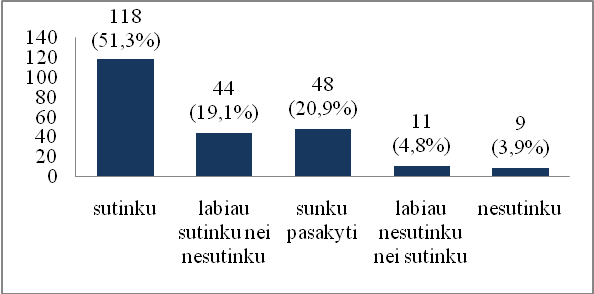 118
(51,3%)
44
(19,1%)
48
(20,9%)
11
(4,8%)
9
(3,9%)
140
120
100
80
60
40
20
0
sutinku
labiau
sutinku nei
nesutinku
sunku
pasakyti
labiau
nesutinku
nei sutinku
nesutinku